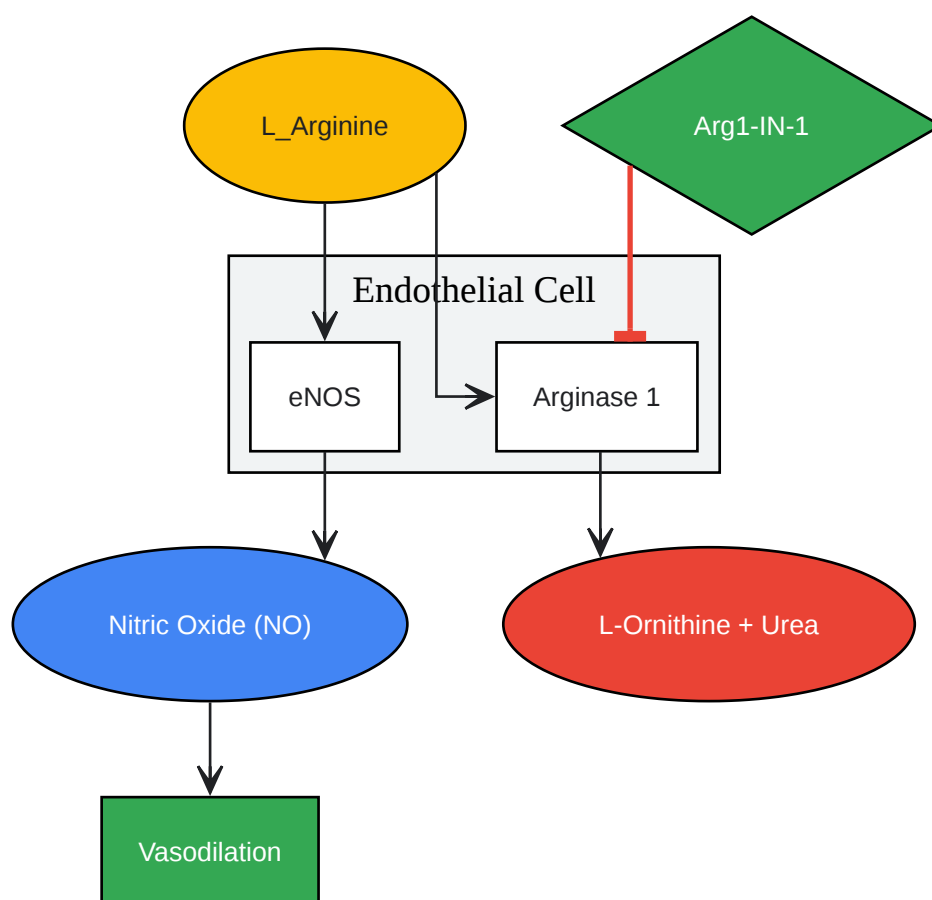 L_Arginine
Arg1-IN-1
Endothelial Cell
eNOS
Arginase 1
Nitric Oxide (NO)
L-Ornithine + Urea
Vasodilation